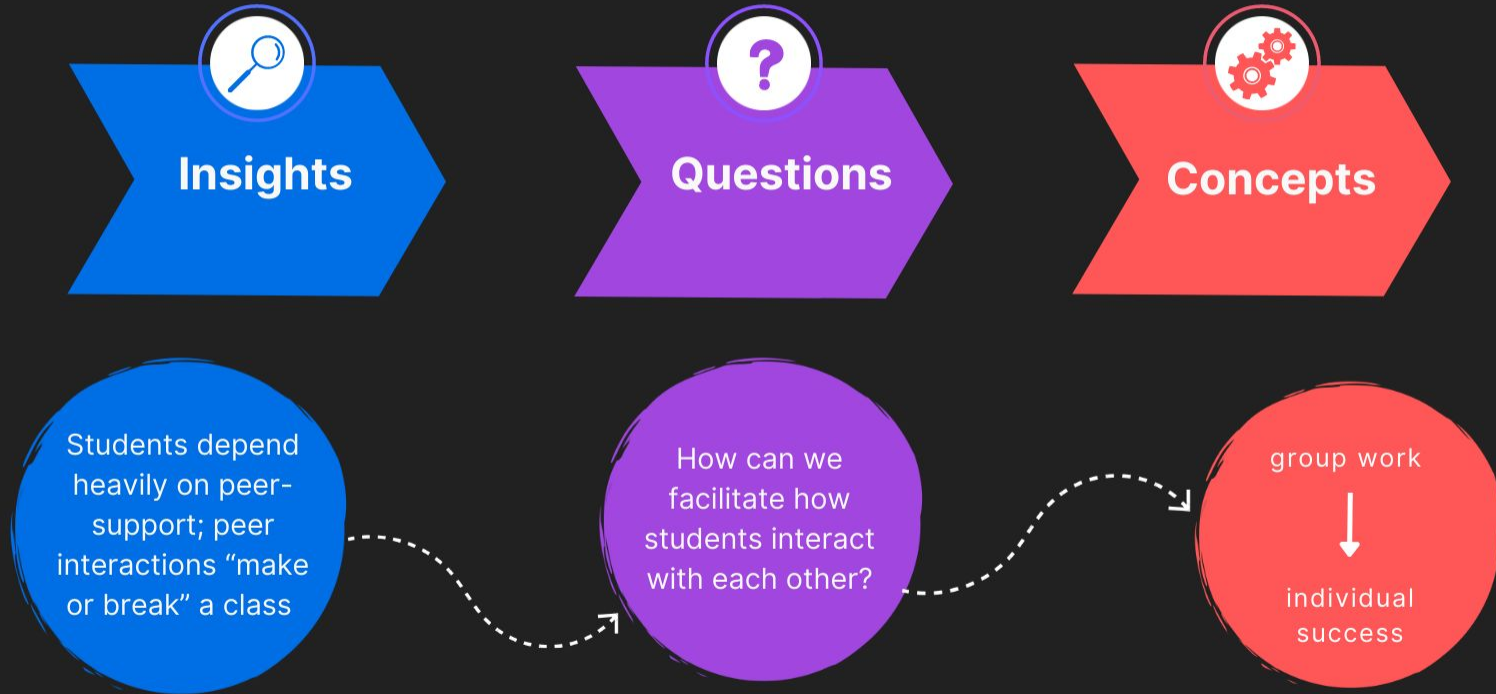 Insights
Questions
Concepts
Students depend
heavily on peer-
support; peer
interactions “make
or break” a class
How can we
facilitate how
students interact
with each other?
group work
individual
success